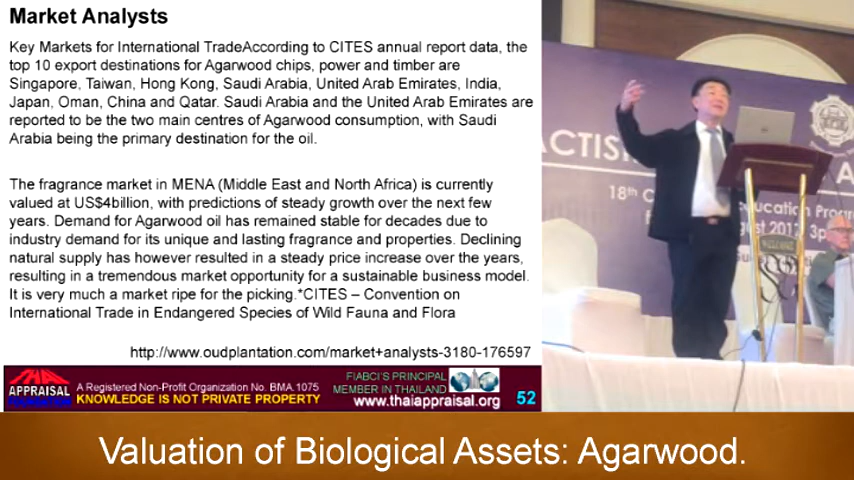 Market Analysts
Key Markets for International TradeAccording to CITES annual report data, the
top 10 export destinations for Agarwood chips, power and timber are
Singapore, Taiwan, Hong Kong, Saudi Arabia, United Arab Emirates, India,
Japan, Oman, China and Qatar. Saudi Arabia and the United Arab Emirates are
reported to be the two main centres of Agarwood consumption, with Saudi
Arabia being the primary destination for the oil.
The fragrance market in MENA (Middle East and North Africa) is currently
valued at US$4billion, with predictions of steady growth over the next few
years. Demand for Agarwood oil has remained stable for decades due to
industry demand for its unique and lasting fragrance and properties. Declining
natural supply has however resulted in a steady price increase over the years,
resulting in a tremendous market opportunity for a sustainable business model.
It is very much a market ripe for the picking.*CITES – Convention on
International Trade in Endangered Species of Wild Fauna and Flora
http://www.oudplantation.com/market+analysts-3180-176597
THAI
APPRAISAL
FOUNDATION
A Registered Non-Profit Organization No. BMA.1075
KNOWLEDGE IS NOT PRIVATE PROPERTY
FIABCI'S PRINCIPAL
MEMBER IN THAILAND
www.thaiappraisal.org
52
ACTIS
A
18th C
ducation Progr
gust 201
3p
Valuation of Biological Assets: Agarwood.